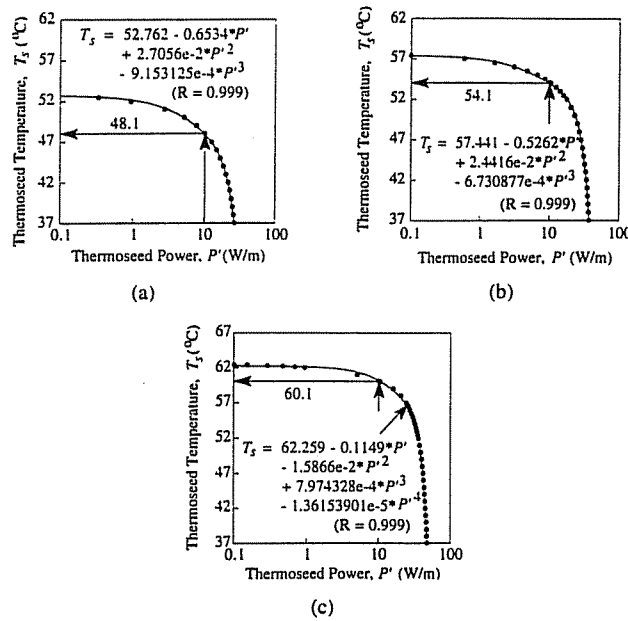 Thermoseed Temperature, T_s (⁰C)
62
57
52
47
42
37
T_s = 52.762 - 0.6534*P'
+ 2.7056e-2*P'²
- 9.153125e-4*P'³
(R = 0.999)
48.1
0.1 1 10 100
Thermoseed Power, P' (W/m)
(a)
Thermoseed Temperature, T_s (⁰C)
62
57
52
47
42
37
54.1
T_s = 57.441 - 0.5262*P'
+ 2.4416e-2*P'²
- 6.730877e-4*P'³
(R = 0.999)
0.1 1 10 100
Thermoseed Power, P' (W/m)
(b)
Thermoseed Temperature, T_s (⁰C)
67
62
57
52
47
42
37
60.1
T_s = 62.259 - 0.1149*P'
- 1.5866e-2*P'²
+ 7.974328e-4*P'³
- 1.36153901e-5*P'⁴
(R = 0.999)
0.1 1 10 100
Thermoseed Power, P' (W/m)
(c)